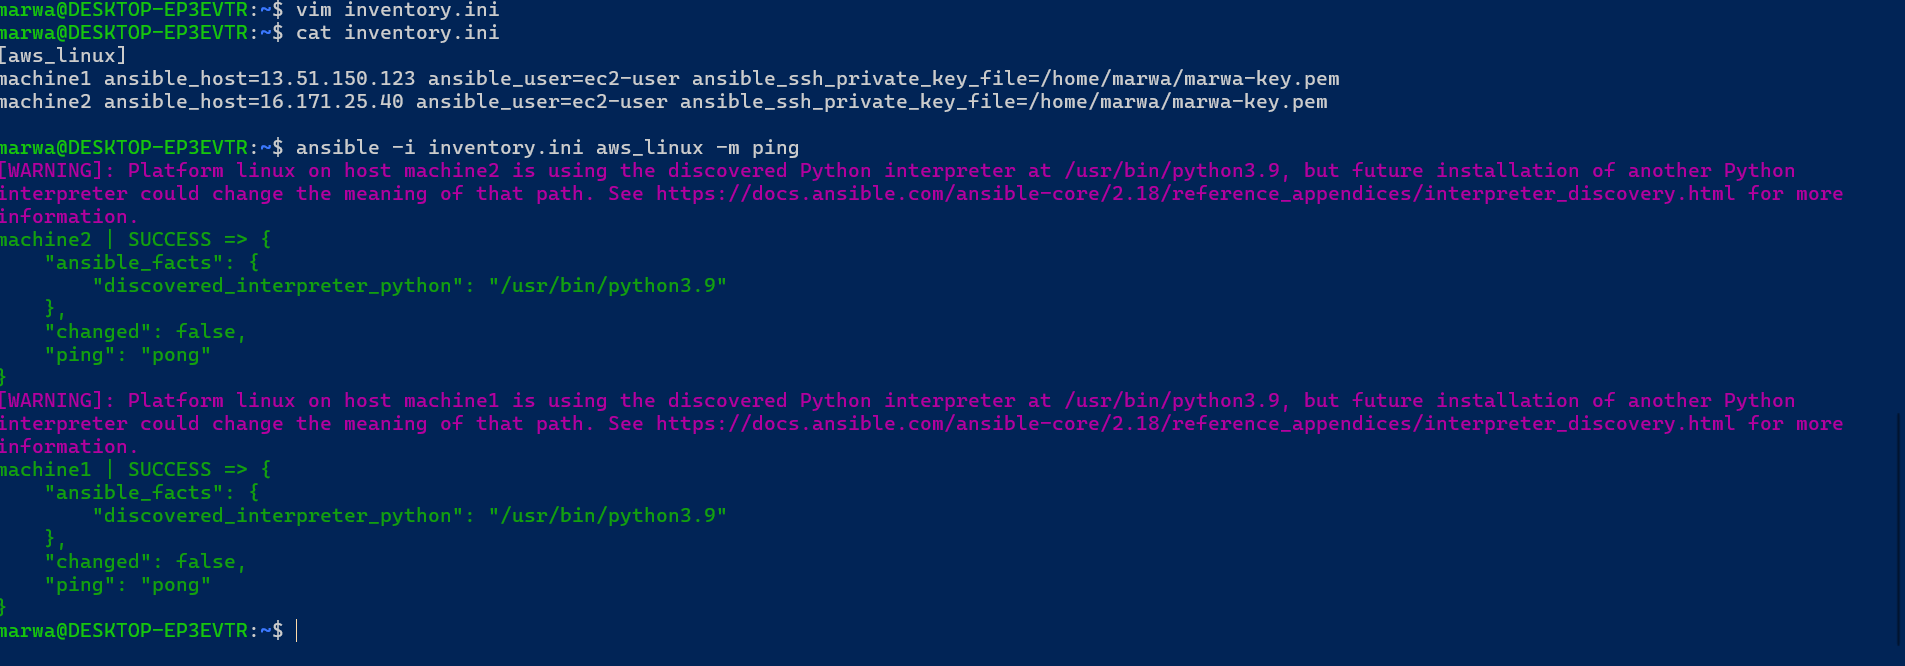 marwa@DESKTOP-EP3EVTR:~$ vim inventory.ini
marwa@DESKTOP-EP3EVTR:~$ cat inventory.ini
[aws_linux]
machine1 ansible_host=13.51.150.123 ansible_user=ec2-user ansible_ssh_private_key_file=/home/marwa/marwa-key.pem
machine2 ansible_host=16.171.25.40 ansible_user=ec2-user ansible_ssh_private_key_file=/home/marwa/marwa-key.pem

marwa@DESKTOP-EP3EVTR:~$ ansible -i inventory.ini aws_linux -m ping
[WARNING]: Platform linux on host machine2 is using the discovered Python interpreter at /usr/bin/python3.9, but future installation of another Python
interpreter could change the meaning of that path. See https://docs.ansible.com/ansible-core/2.18/reference_appendices/interpreter_discovery.html for more
information.
machine2 | SUCCESS => {
    "ansible_facts": {
        "discovered_interpreter_python": "/usr/bin/python3.9"
    },
    "changed": false,
    "ping": "pong"
}
[WARNING]: Platform linux on host machine1 is using the discovered Python interpreter at /usr/bin/python3.9, but future installation of another Python
interpreter could change the meaning of that path. See https://docs.ansible.com/ansible-core/2.18/reference_appendices/interpreter_discovery.html for more
information.
machine1 | SUCCESS => {
    "ansible_facts": {
        "discovered_interpreter_python": "/usr/bin/python3.9"
    },
    "changed": false,
    "ping": "pong"
}
marwa@DESKTOP-EP3EVTR:~$